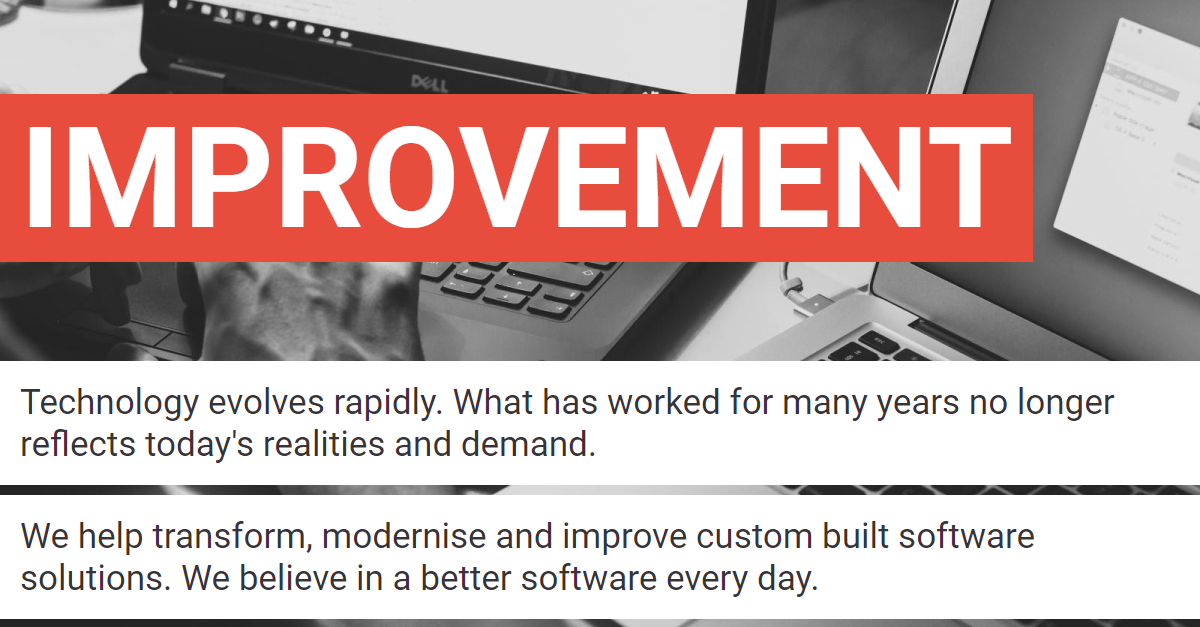 DELL
IMPROVEMENT
Technology evolves rapidly. What has worked for many years no longer
reflects today's realities and demand.
We help transform, modernise and improve custom built software
solutions. We believe in a better software every day.